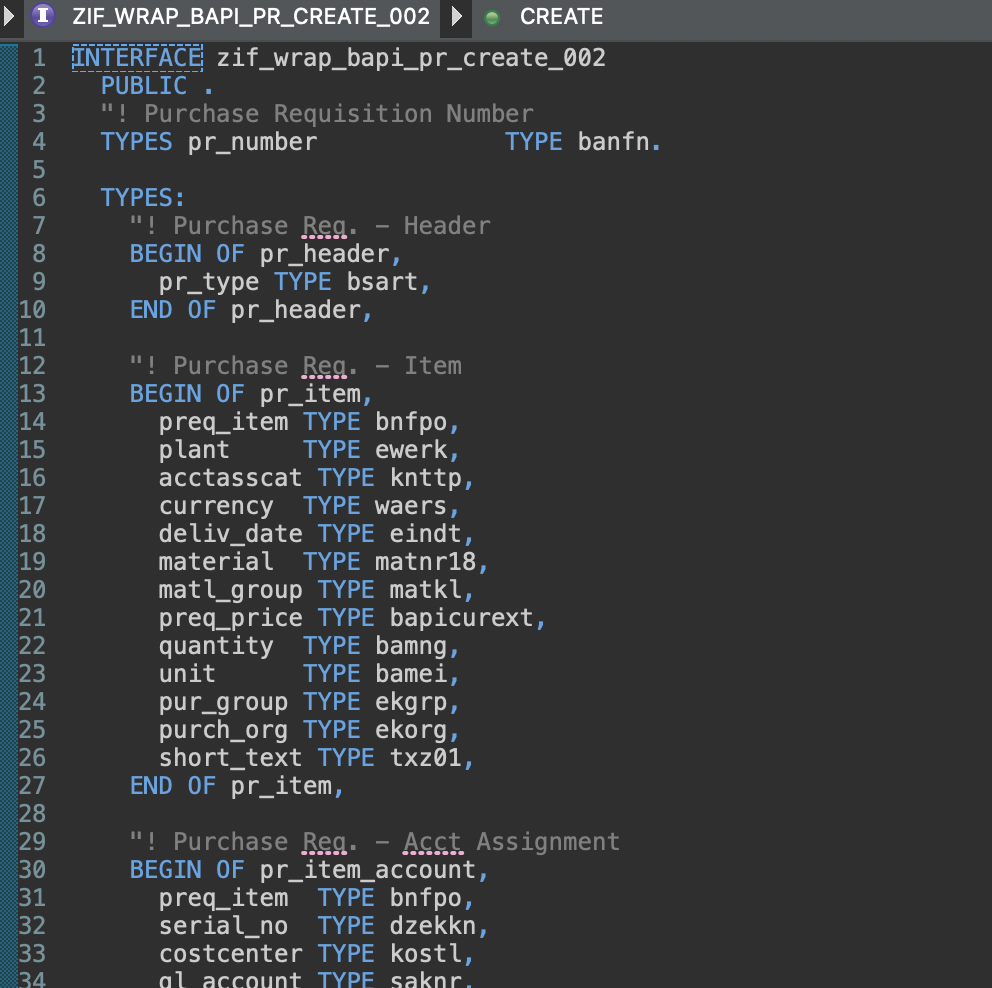 ZIF_WRAP_BAPI_PR_CREATE_002 CREATE
1 INTERFACE zif_wrap_bapi_pr_create_002
2 PUBLIC .
3 "! Purchase Requisition Number
4 TYPES pr_number TYPE banfn.
5
6 TYPES:
7 "! Purchase Req. – Header
8 BEGIN OF pr_header,
9 pr_type TYPE bsart,
10 END OF pr_header,
11
12 "! Purchase Req. – Item
13 BEGIN OF pr_item,
14 preq_item TYPE bnfpo,
15 plant TYPE ewerk,
16 acctasscat TYPE knttp,
17 currency TYPE waers,
18 deliv_date TYPE eindt,
19 material TYPE matnr18,
20 matl_group TYPE matkl,
21 preq_price TYPE bapicurext,
22 quantity TYPE bamng,
23 unit TYPE bamei,
24 pur_group TYPE ekgrp,
25 purch_org TYPE ekorg,
26 short_text TYPE txz01,
27 END OF pr_item,
28
29 "! Purchase Req. – Acct Assignment
30 BEGIN OF pr_item_account,
31 preq_item TYPE bnfpo,
32 serial_no TYPE dzekkn,
33 costcenter TYPE kostl,
34 gl_account TYPE saknr,